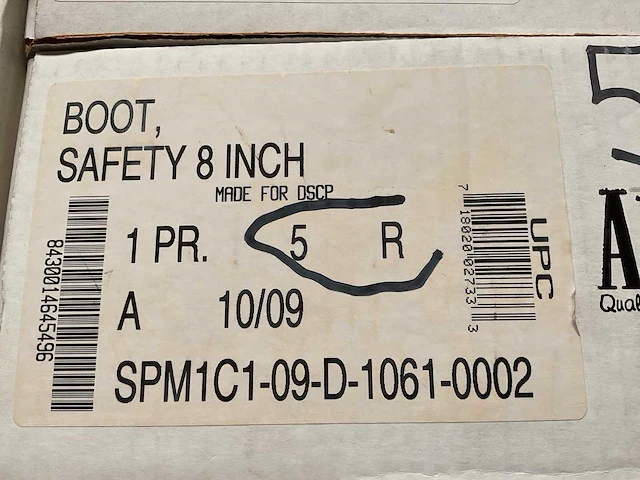 BOOT,
SAFETY 8 INCH
MADE FOR DSCP
1 PR. 5 R
A 10/09
SPM1C1-09-D-1061-0002
8430014645496
UPC
7 18020 02733 3
5
A
Qual